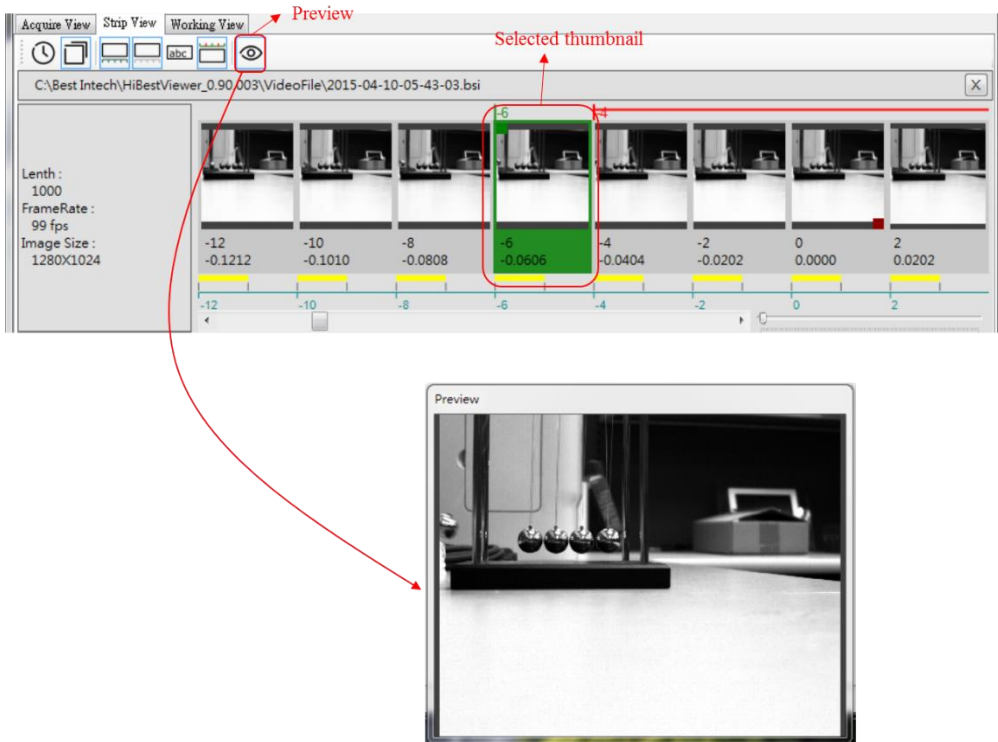 Preview
Acquire View Strip View Working View
Selected thumbnail
abc
C:\Best Intech\HiBestViewer_0.90.003\VideoFile\2015-04-10-05-43-03.bsi X
-6 -4
Lenth :
1000
FrameRate :
99 fps
Image Size :
1280X1024
-12 -10 -8 -6 -4 -2 0 2
-0.1212 -0.1010 -0.0808 -0.0606 -0.0404 -0.0202 0.0000 0.0202
-12 -10 -8 -6 -4 -2 0 2
Preview